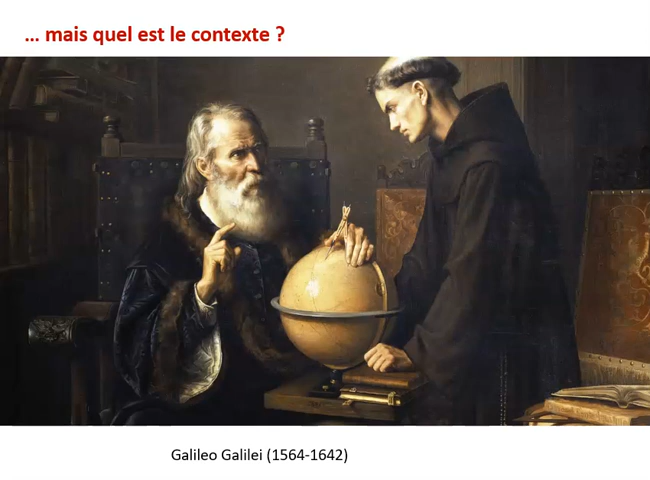 ... mais quel est le contexte ?
Galileo Galilei (1564-1642)